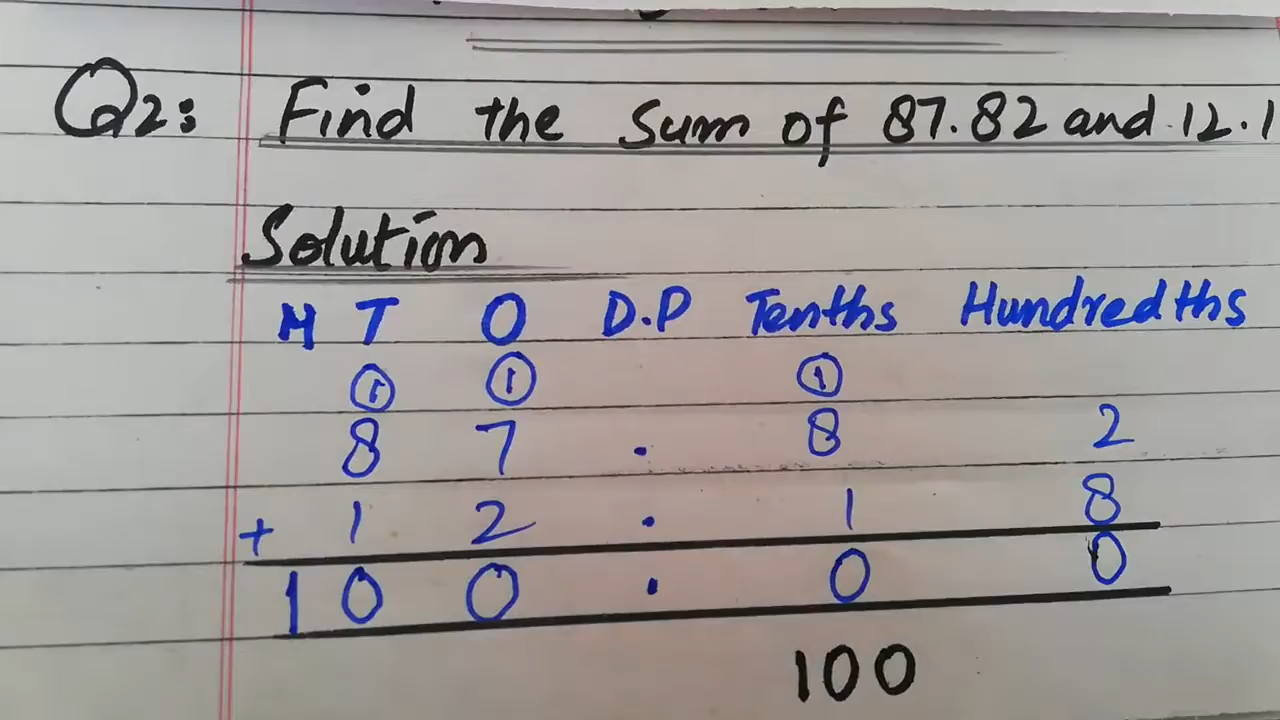 Q2: Find the sum of 87.82 and 12.1
Solution
H T O D.P Tenths Hundredths
1 1 1
8 7 . 8 2
+ 1 2 . 1 8
1 0 0 . 0 0
100